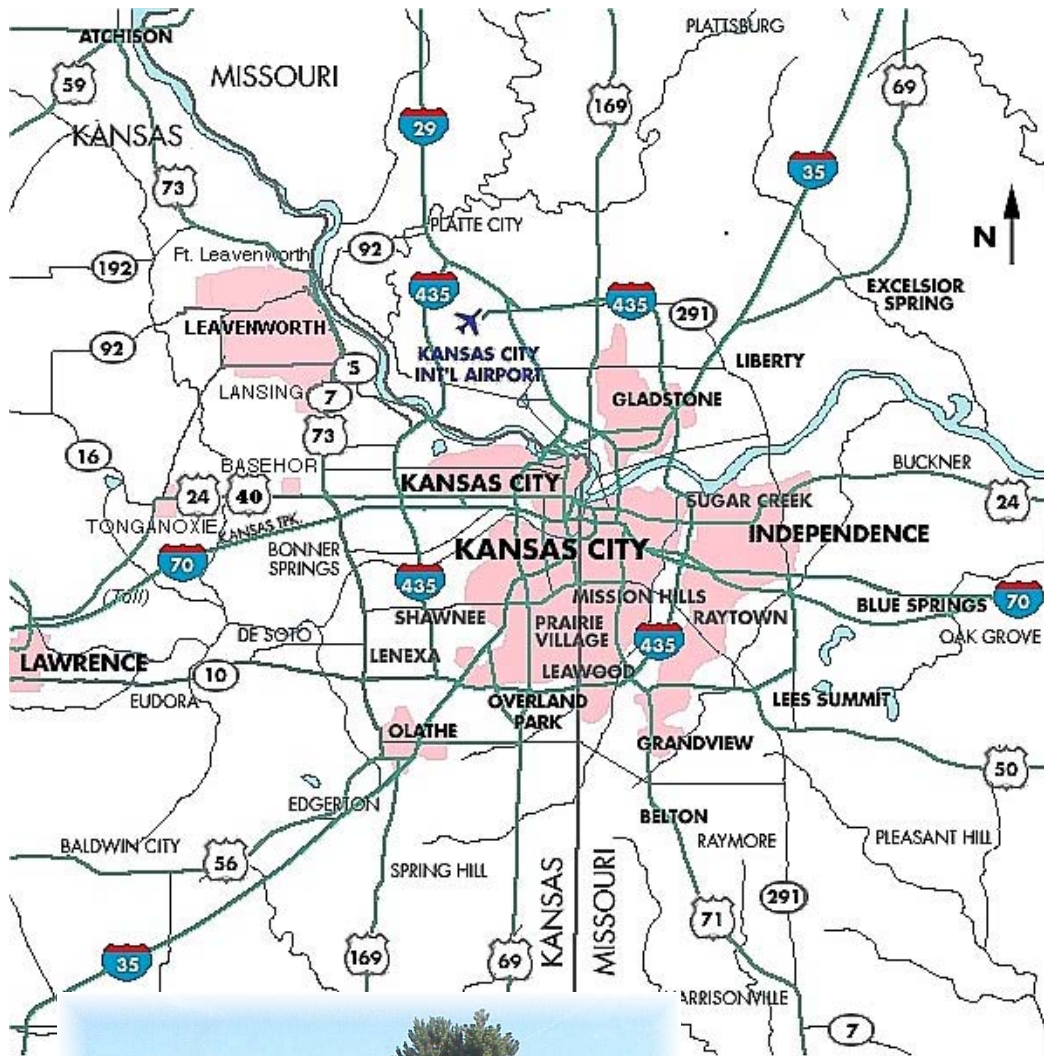 PLATTSBURG
ATCHISON
MISSOURI
59
69
169
29
KANSAS
35
73
PLATTE CITY
N
92
Ft. Leavenworth
192
435
EXCELSIOR
SPRING
435
291
LEAVENWORTH
92
KANSAS CITY
INT'L AIRPORT
LIBERTY
5
LANSING
7
GLADSTONE
73
16
BASEHOR
BUCKNER
KANSAS CITY
24
40
24
SUGAR CREEK
TONGANOXIE
KANSAS TPK.
INDEPENDENCE
KANSAS CITY
BONNER
SPRINGS
70
435
(Toll)
MISSION HILLS
70
BLUE SPRINGS
SHAWNEE
RAYTOWN
PRAIRIE
VILLAGE
DE SOTO
435
OAK GROVE
LENEXA
LAWRENCE
LEAWOOD
10
EUDORA
OVERLAND
PARK
LEES SUMMIT
OLATHE
GRANDVIEW
50
EDGERTON
BELTON
BALDWIN CITY
RAYMORE
PLEASANT HILL
56
SPRING HILL
KANSAS
MISSOURI
291
71
35
169
69
ARRISONVILLE
7